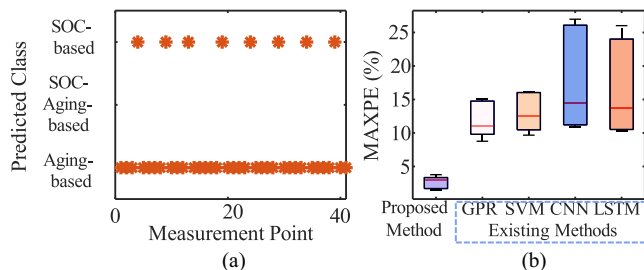 Predicted Class
SOC-
based
SOC-
Aging-
based
Aging-
based
0
20
40
Measurement Point
(a)
MAXPE (%)
25
20
15
10
5
Proposed
Method
GPR SVM CNN LSTM
Existing Methods
(b)